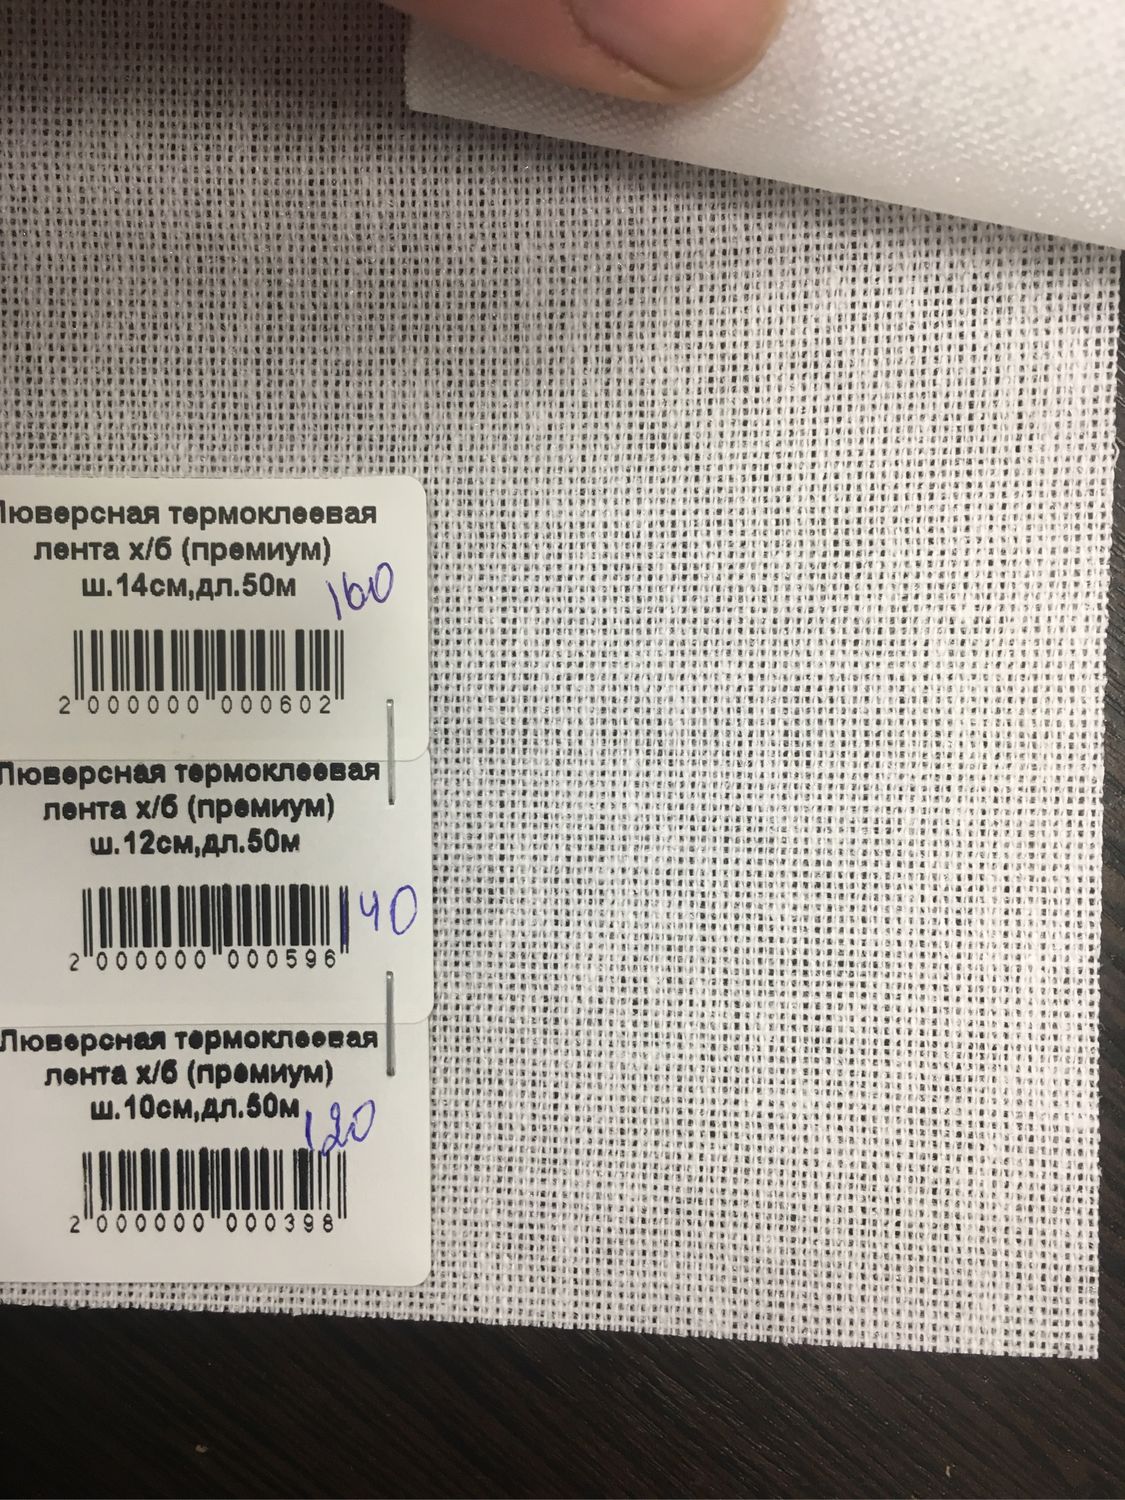 Люверсная термоклеевая
лента х/б (премиум)
ш.14см,дл.50м
160
2 000000 000602
Люверсная термоклеевая
лента х/б (премиум)
ш.12см,дл.50м
140
2 000000 000596
Люверсная термоклеевая
лента х/б (премиум)
ш.10см,дл.50м
120
2 000000 000398